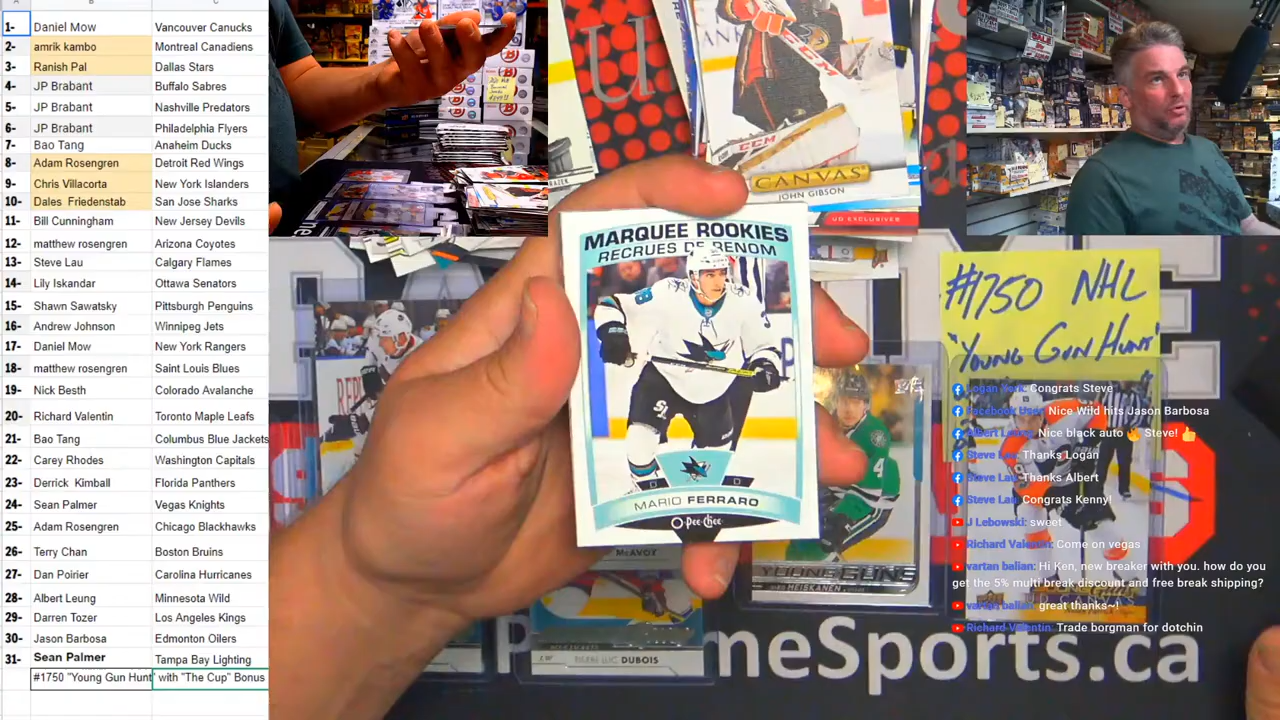 1- Daniel Mow Vancouver Canucks
2- amrik kambo Montreal Canadiens
3- Ranish Pal Dallas Stars
4- JP Brabant Buffalo Sabres
5- JP Brabant Nashville Predators
6- JP Brabant Philadelphia Flyers
7- Bao Tang Anaheim Ducks
8- Adam Rosengren Detroit Red Wings
9- Chris Villacorta New York Islanders
10- Dales Friedenstab San Jose Sharks
11- Bill Cunningham New Jersey Devils
12- matthew rosengren Arizona Coyotes
13- Steve Lau Calgary Flames
14- Lily Iskandar Ottawa Senators
15- Shawn Sawatsky Pittsburgh Penguins
16- Andrew Johnson Winnipeg Jets
17- Daniel Mow New York Rangers
18- matthew rosengren Saint Louis Blues
19- Nick Besth Colorado Avalanche
20- Richard Valentin Toronto Maple Leafs
21- Bao Tang Columbus Blue Jackets
22- Carey Rhodes Washington Capitals
23- Derrick Kimball Florida Panthers
24- Sean Palmer Vegas Knights
25- Adam Rosengren Chicago Blackhawks
26- Terry Chan Boston Bruins
27- Dan Poirier Carolina Hurricanes
28- Albert Leung Minnesota Wild
29- Darren Tozer Los Angeles Kings
30- Jason Barbosa Edmonton Oilers
31- Sean Palmer Tampa Bay Lighting
#1750 "Young Gun Hunt" with "The Cup" Bonus
CANVAS
JOHN GIBSON
UD EXCLUSIVES
MARQUEE ROOKIES
RECRUES DE RENOM
MARIO FERRARO
O-Pee-Chee
McAVOY
DUBOIS
YOUNG GUNS
HEISKANEN
#1750 NHL
"Young Gun Hunt"
Congrats Steve
Nice Wild hits Jason Barbosa
Nice black auto 🔥 Steve! 👍
Steve Lau: Thanks Logan
Steve Lau: Thanks Albert
Steve Lau: Congrats Kenny!
J Lebowski: sweet
Richard Valentin: Come on vegas
vartan balian: Hi Ken, new breaker with you. how do you
get the 5% multi break discount and free break shipping?
vartan balian: great thanks~!
Richard Valentin: Trade borgman for dotchin
SALE
meSports.ca